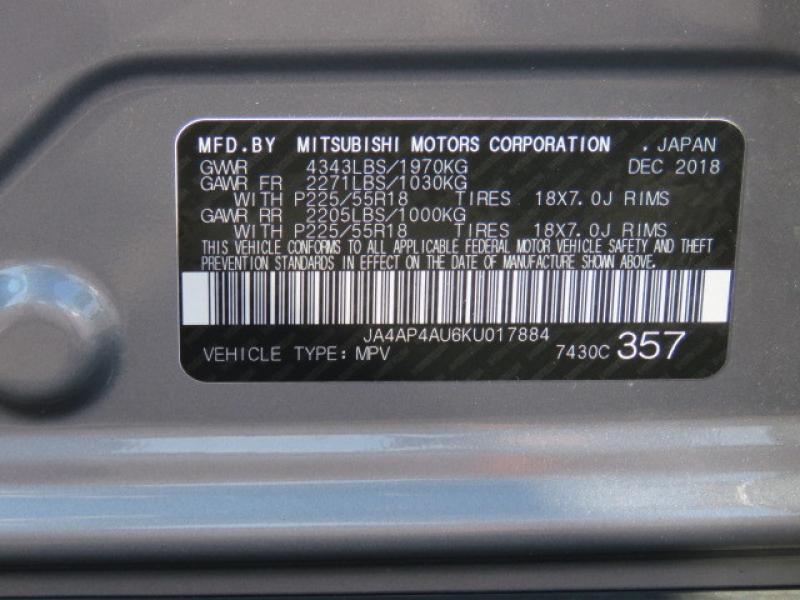 MFD.BY MITSUBISHI MOTORS CORPORATION . JAPAN
GVWR 4343LBS/1970KG DEC 2018
GAWR FR 2271LBS/1030KG
WITH P225/55R18 TIRES 18X7.0J RIMS
GAWR RR 2205LBS/1000KG
WITH P225/55R18 TIRES 18X7.0J RIMS
THIS VEHICLE CONFORMS TO ALL APPLICABLE FEDERAL MOTOR VEHICLE SAFETY AND THEFT
PREVENTION STANDARDS IN EFFECT ON THE DATE OF MANUFACTURE SHOWN ABOVE.
JA4AP4AU6KU017884
VEHICLE TYPE: MPV 7430C 357